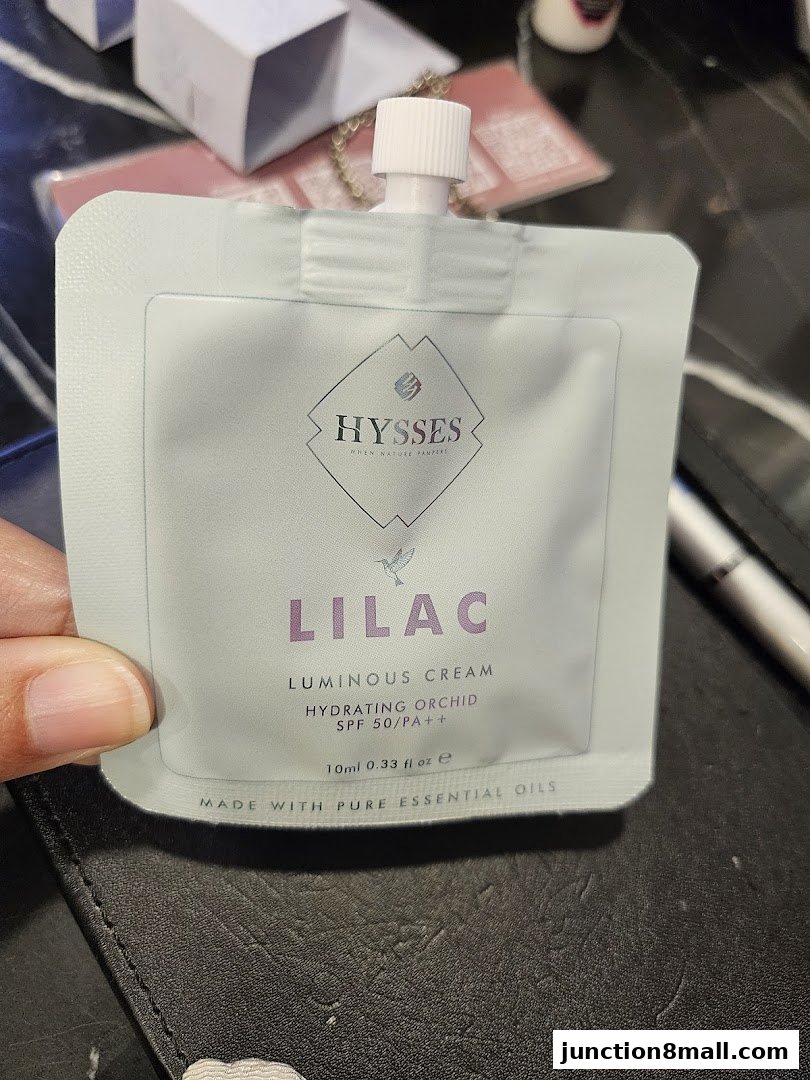 HYSSES
WHEN NATURE PAMPERS
LILAC
LUMINOUS CREAM
HYDRATING ORCHID
SPF 50/PA++
10ml 0.33 fl oz ℮
MADE WITH PURE ESSENTIAL OILS
junction8mall.com